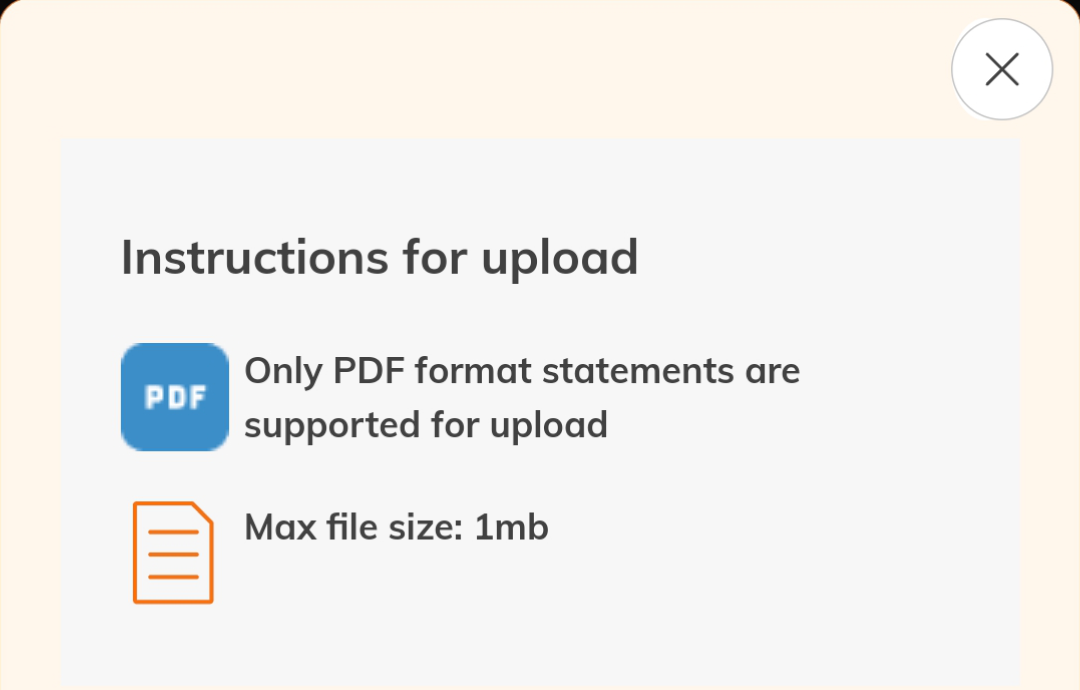 Instructions for upload
PDF
Only PDF format statements are
supported for upload
Max file size: 1mb